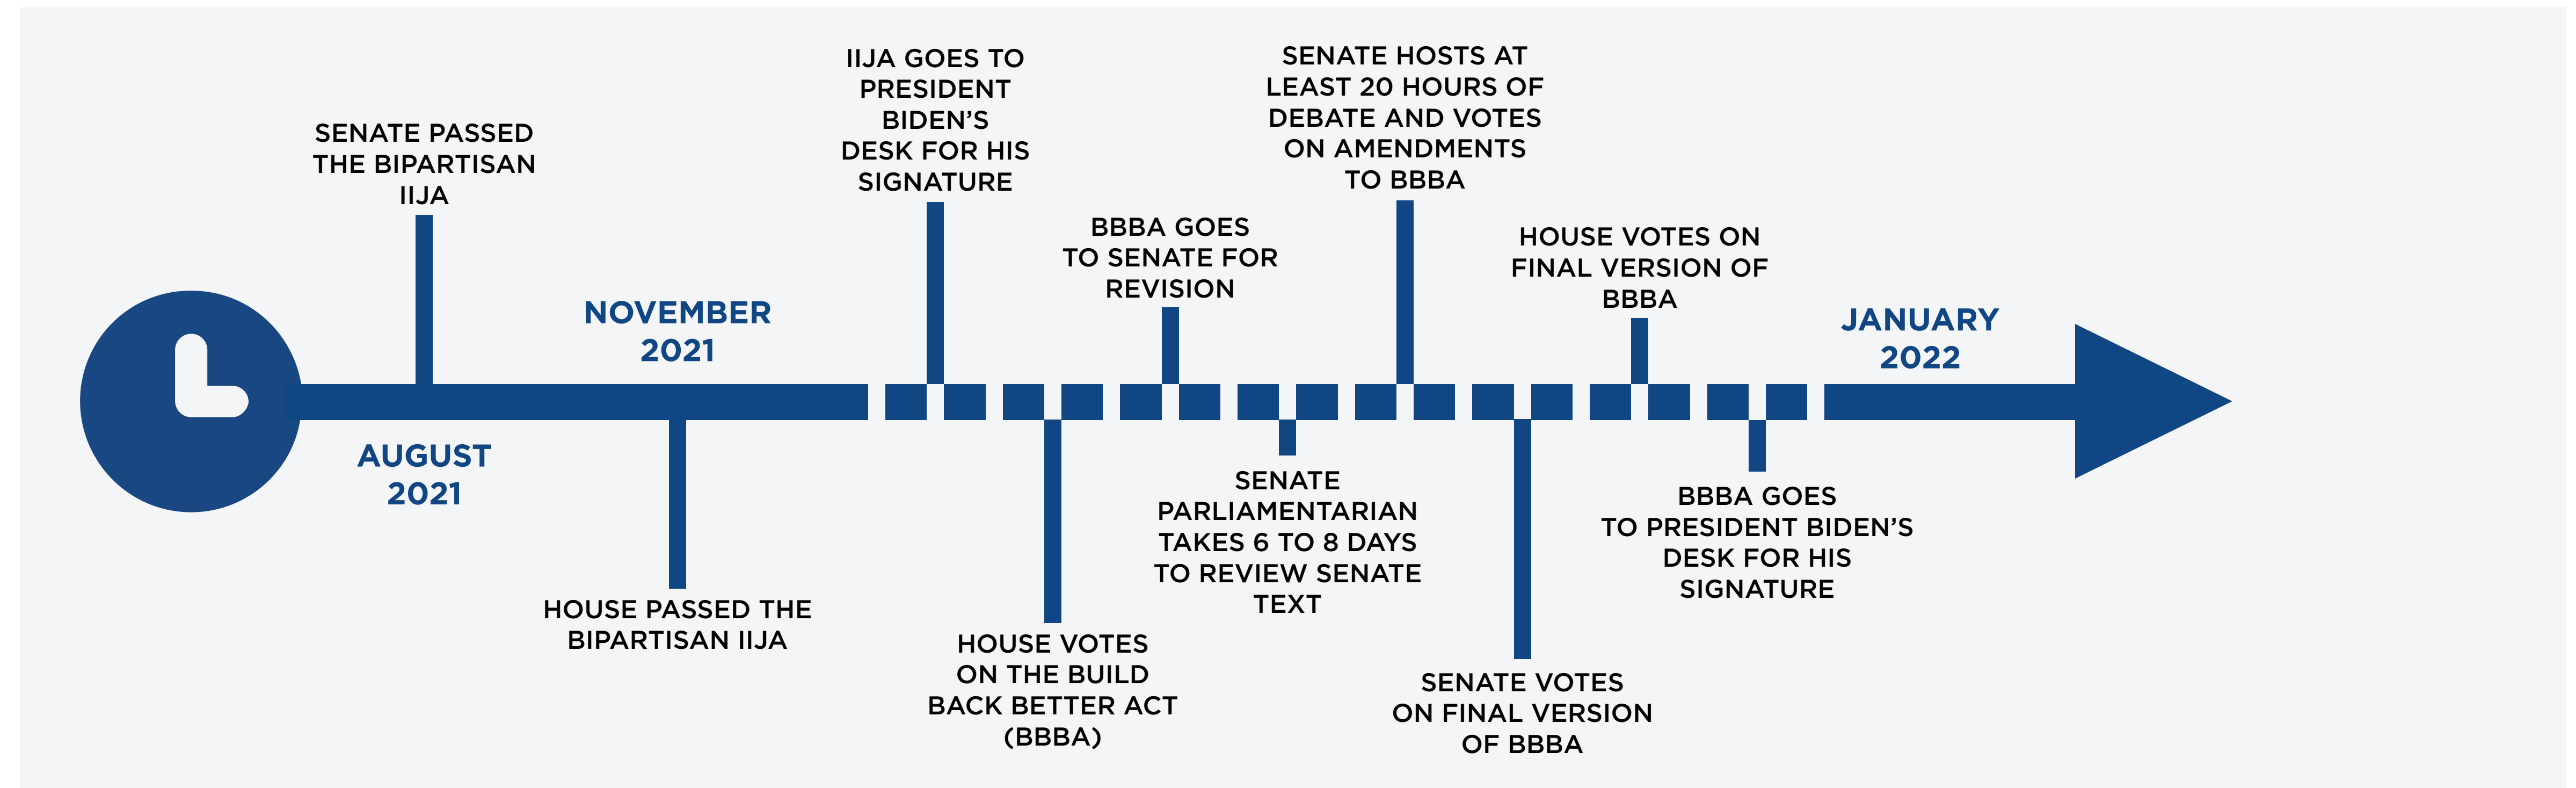 SENATE PASSED
THE BIPARTISAN
IIJA
AUGUST
2021
NOVEMBER
2021
HOUSE PASSED THE
BIPARTISAN IIJA
IIJA GOES TO
PRESIDENT
BIDEN’S
DESK FOR HIS
SIGNATURE
HOUSE VOTES
ON THE BUILD
BACK BETTER ACT
(BBBA)
BBBA GOES
TO SENATE FOR
REVISION
SENATE
PARLIAMENTARIAN
TAKES 6 TO 8 DAYS
TO REVIEW SENATE
TEXT
SENATE HOSTS AT
LEAST 20 HOURS OF
DEBATE AND VOTES
ON AMENDMENTS
TO BBBA
SENATE VOTES
ON FINAL VERSION
OF BBBA
HOUSE VOTES ON
FINAL VERSION OF
BBBA
BBBA GOES
TO PRESIDENT BIDEN’S
DESK FOR HIS
SIGNATURE
JANUARY
2022